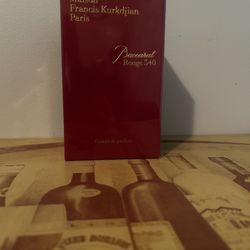 Maison
Francis Kurkdjian
Paris
Baccarat
Rouge 540
Extrait de parfum